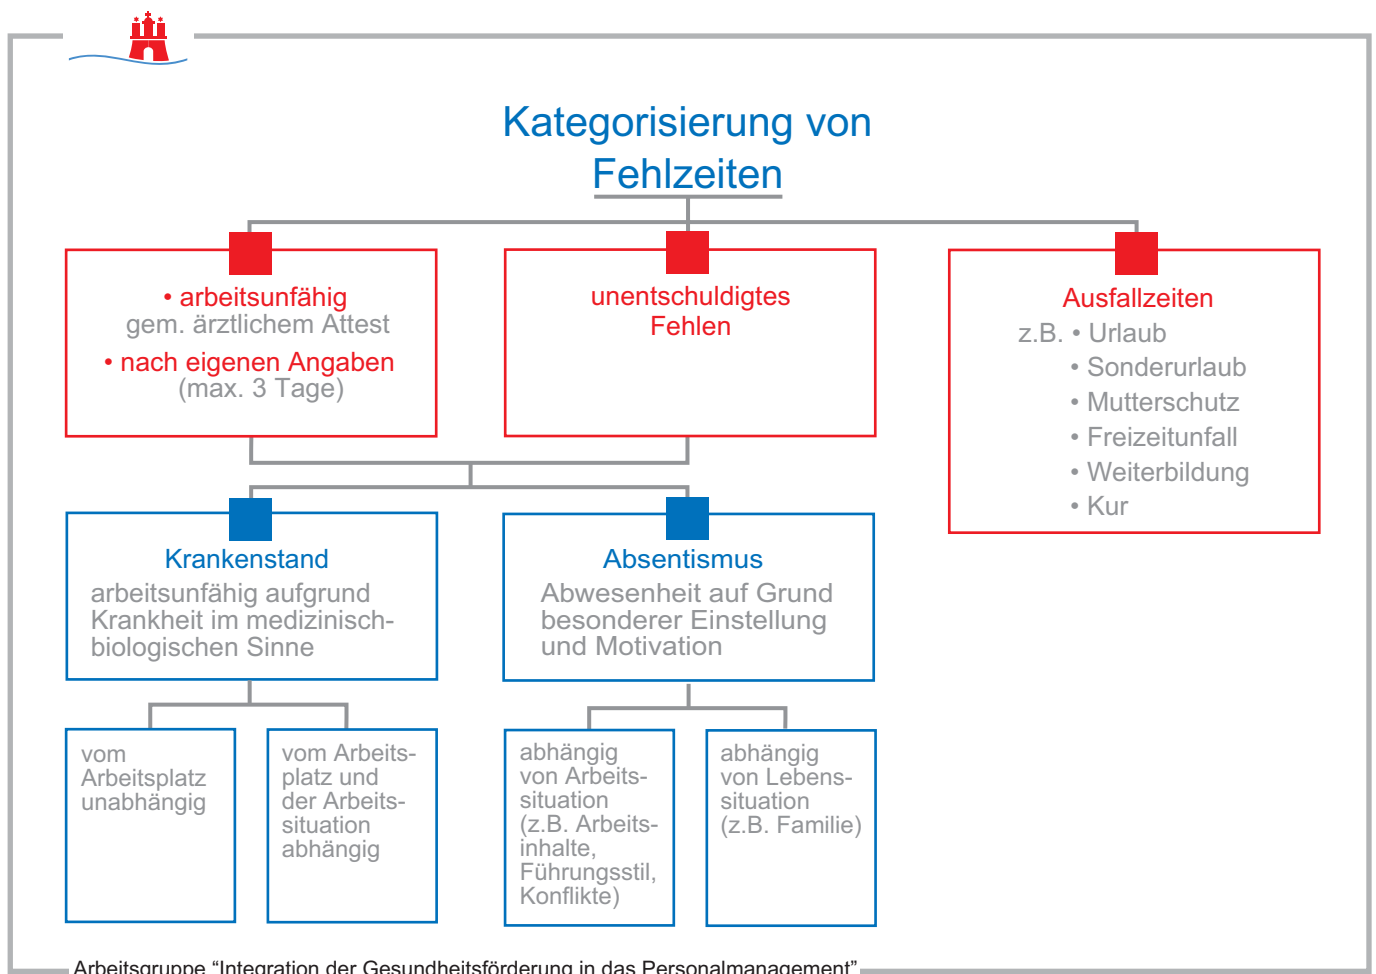 Kategorisierung von
Fehlzeiten
• arbeitsunfähig
gem. ärztlichem Attest
• nach eigenen Angaben
(max. 3 Tage)
unentschuldigtes
Fehlen
Ausfallzeiten
z.B. • Urlaub
• Sonderurlaub
• Mutterschutz
• Freizeitunfall
• Weiterbildung
• Kur
Krankenstand
arbeitsunfähig aufgrund
Krankheit im medizinisch-
biologischen Sinne
Absentismus
Abwesenheit auf Grund
besonderer Einstellung
und Motivation
vom
Arbeitsplatz
unabhängig
vom Arbeits-
platz und
der Arbeits-
situation
abhängig
abhängig
von Arbeits-
situation
(z.B. Arbeits-
inhalte,
Führungsstil,
Konflikte)
abhängig
von Lebens-
situation
(z.B. Familie)
Arbeitsgruppe “Integration der Gesundheitsförderung in das Personalmanagement”